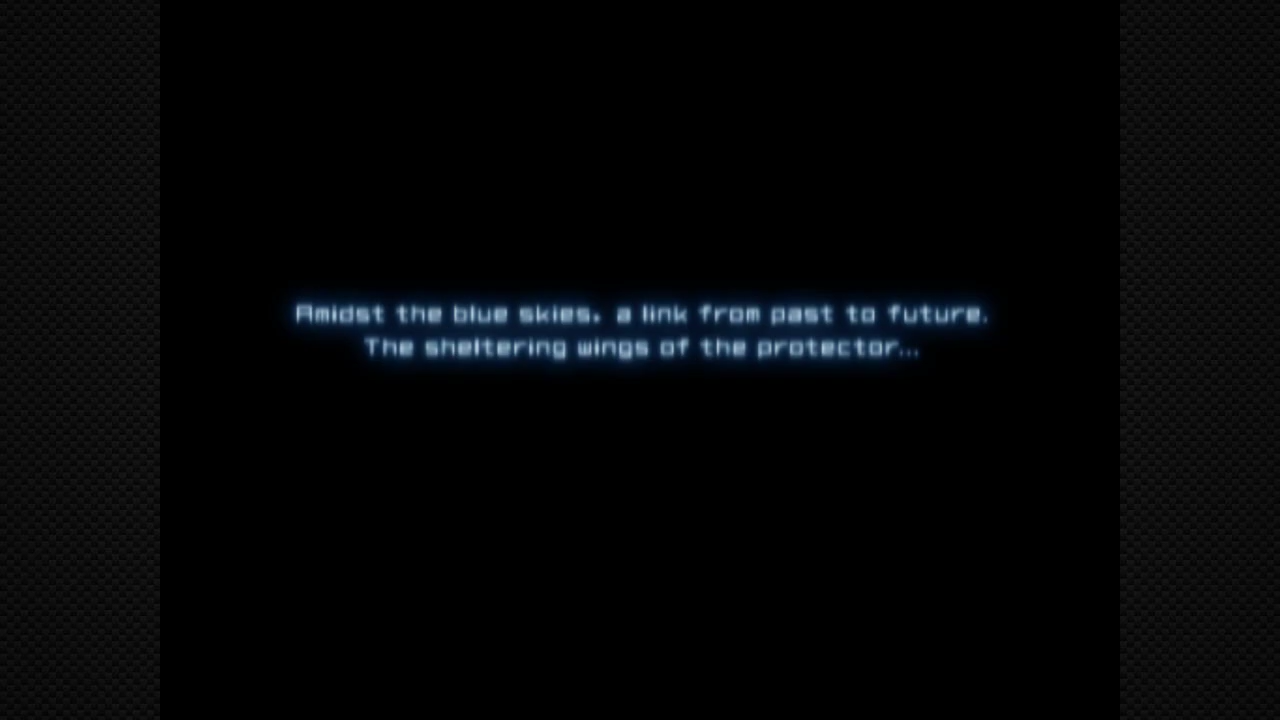 Amidst the blue skies, a link from past to future.
The sheltering wings of the protector...